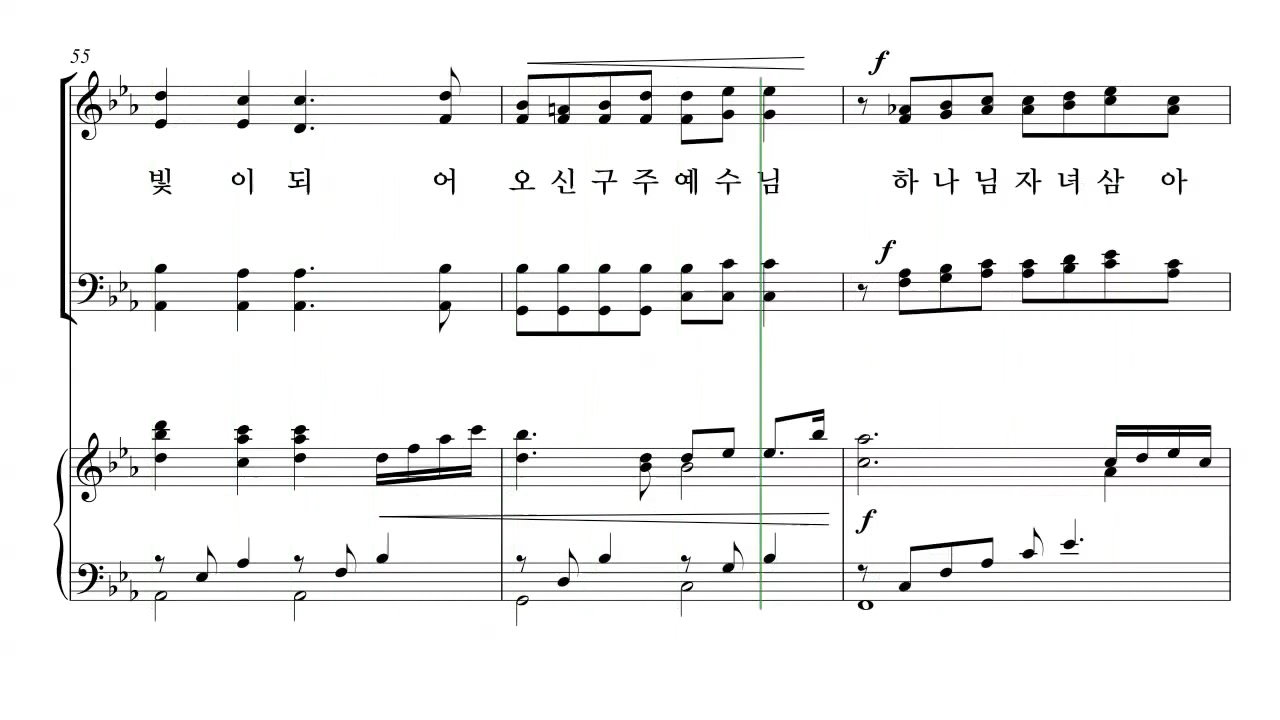 55
f
빛 이 되 어 오 신 구 주 예 수 님 하 나 님 자 녀 삼 아
f
f